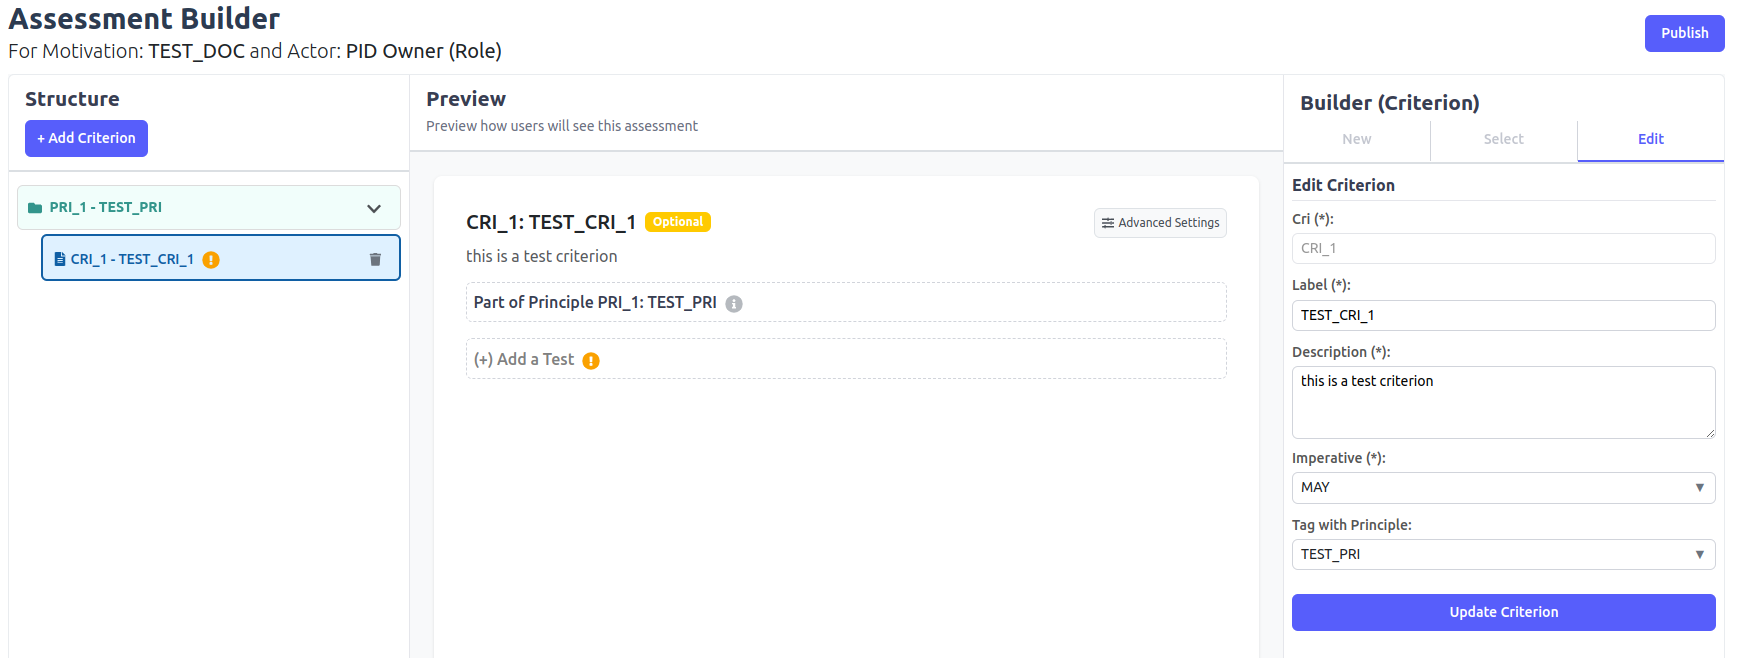 Assessment Builder
For Motivation: TEST_DOC and Actor: PID Owner (Role)
Publish
Structure
+ Add Criterion
PRI_1 - TEST_PRI
CRI_1 - TEST_CRI_1
Preview
Preview how users will see this assessment
CRI_1: TEST_CRI_1 Optional
Advanced Settings
this is a test criterion
Part of Principle PRI_1: TEST_PRI
(+) Add a Test
Builder (Criterion)
New Select Edit
Edit Criterion
Cri (*):
CRI_1
Label (*):
TEST_CRI_1
Description (*):
this is a test criterion
Imperative (*):
MAY
Tag with Principle:
TEST_PRI
Update Criterion